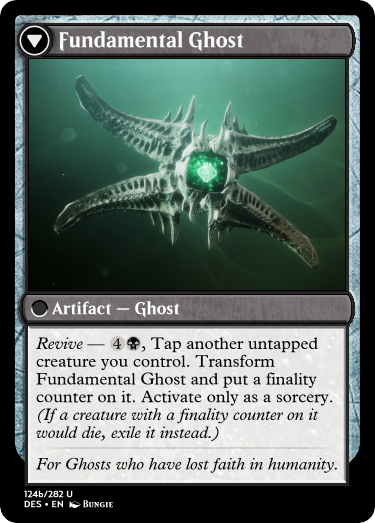 Fundamental Ghost
Artifact — Ghost
Revive — 4, Tap another untapped
creature you control. Transform
Fundamental Ghost and put a finality
counter on it. Activate only as a sorcery.
(If a creature with a finality counter on it
would die, exile it instead.)
For Ghosts who have lost faith in humanity.
124b/282 U
DES • EN Bungie